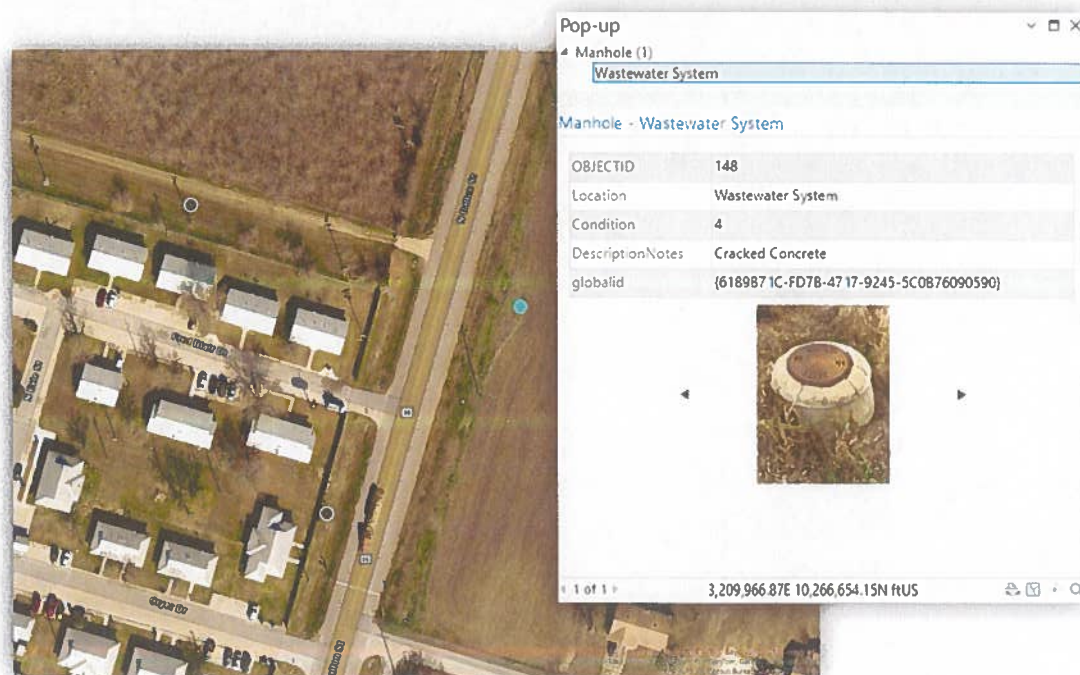 Pop-up
Manhole (1)
Wastewater System
Manhole - Wastewater System
OBJECTID 148
Location Wastewater System
Condition 4
DescriptionNotes Cracked Concrete
globalid {6189B71C-FD7B-4717-9245-5C0B76090590}
1 of 1
3,209,966.87E 10,266,654.15N ftUS